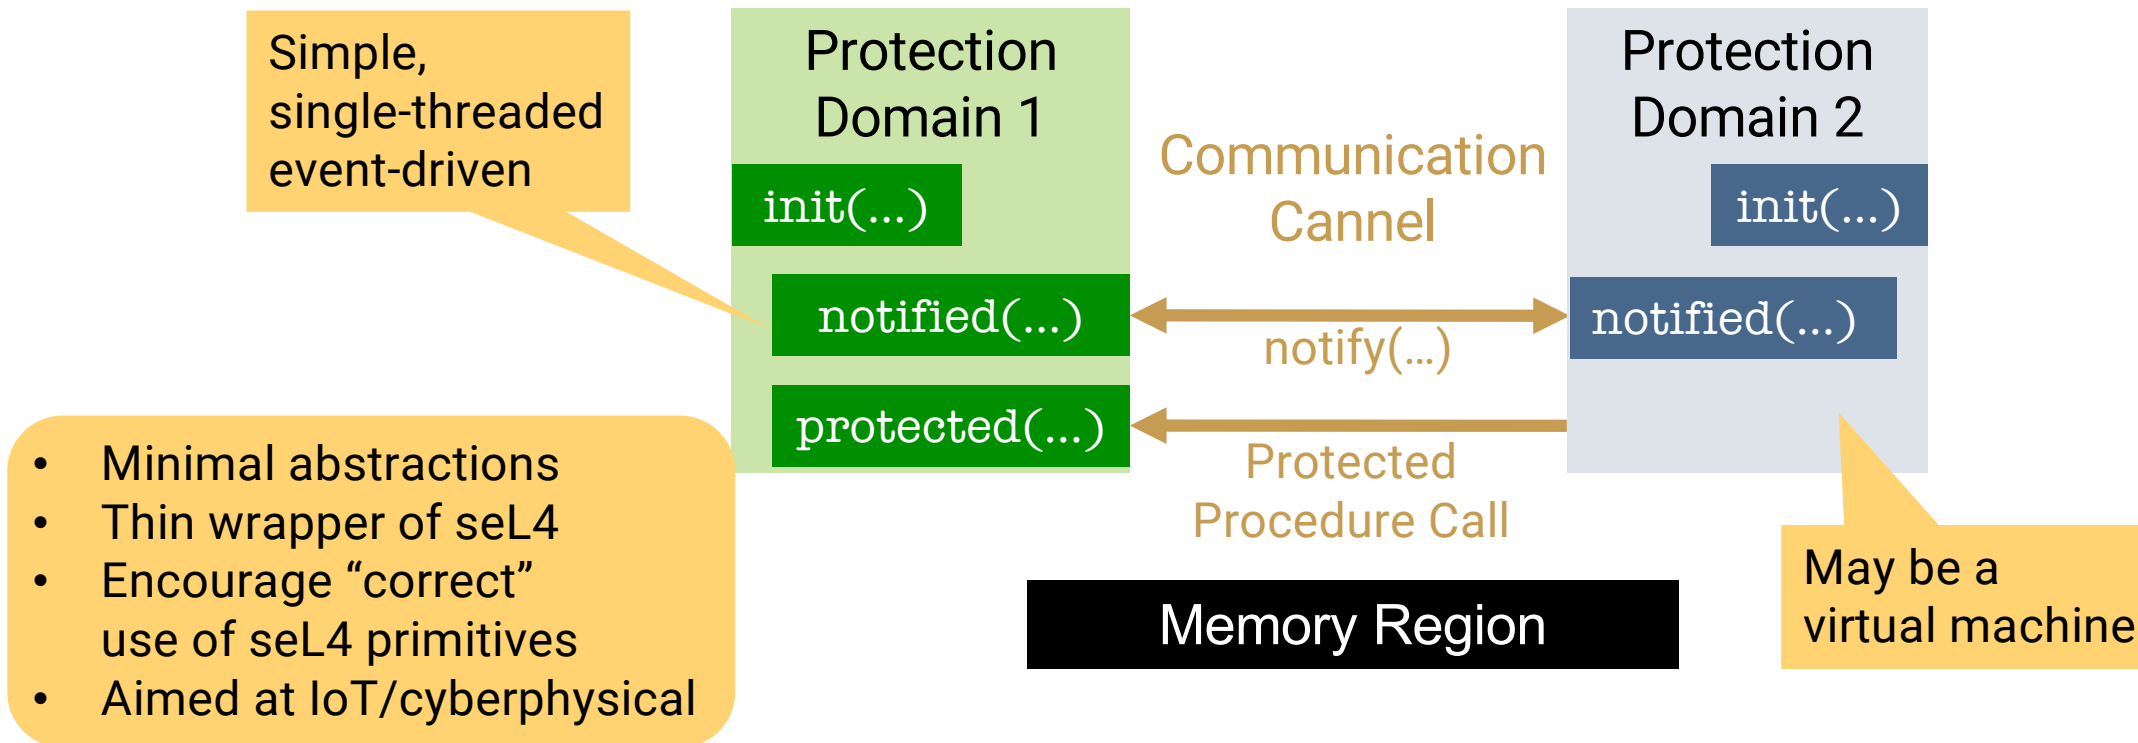 Simple,
single-threaded
event-driven
Protection
Domain 1
init(...)
notified(...)
protected(...)
Communication
Cannel
notify(...)
Protected
Procedure Call
Memory Region
Protection
Domain 2
init(...)
notified(...)
May be a
virtual machine
• Minimal abstractions
• Thin wrapper of seL4
• Encourage “correct”
use of seL4 primitives
• Aimed at IoT/cyberphysical